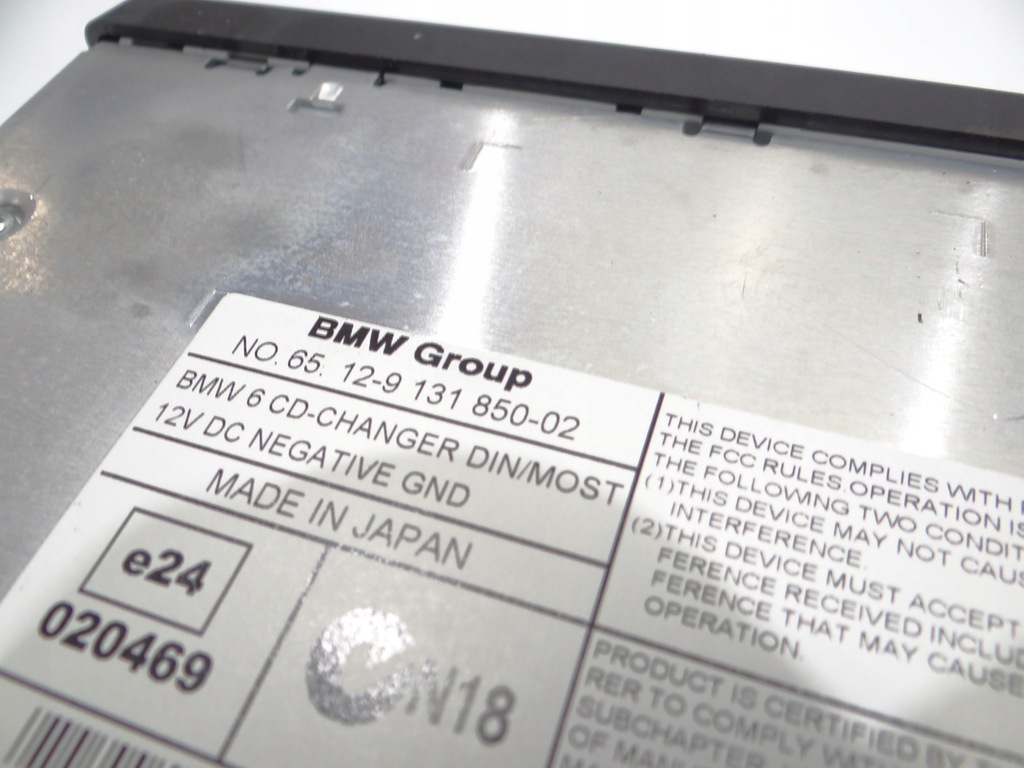 BMW Group
NO. 65. 12-9 131 850-02
BMW 6 CD-CHANGER DIN/MOST
12V DC NEGATIVE GND
MADE IN JAPAN
e24
020469
N18
THIS DEVICE COMPLIES WITH
THE FCC RULES. OPERATION IS
THE FOLLOWING TWO
(1)THIS DEVICE MAY NOT
INTERFERENCE.
(2)THIS DEVICE MUST ACCEPT
FERENCE RECEIVED
FERENCE THAT MAY CAUSE
OPERATION.
PRODUCT IS CERTIFIED BY
RER TO COMPLY WITH
SUBCHAPTER
OF